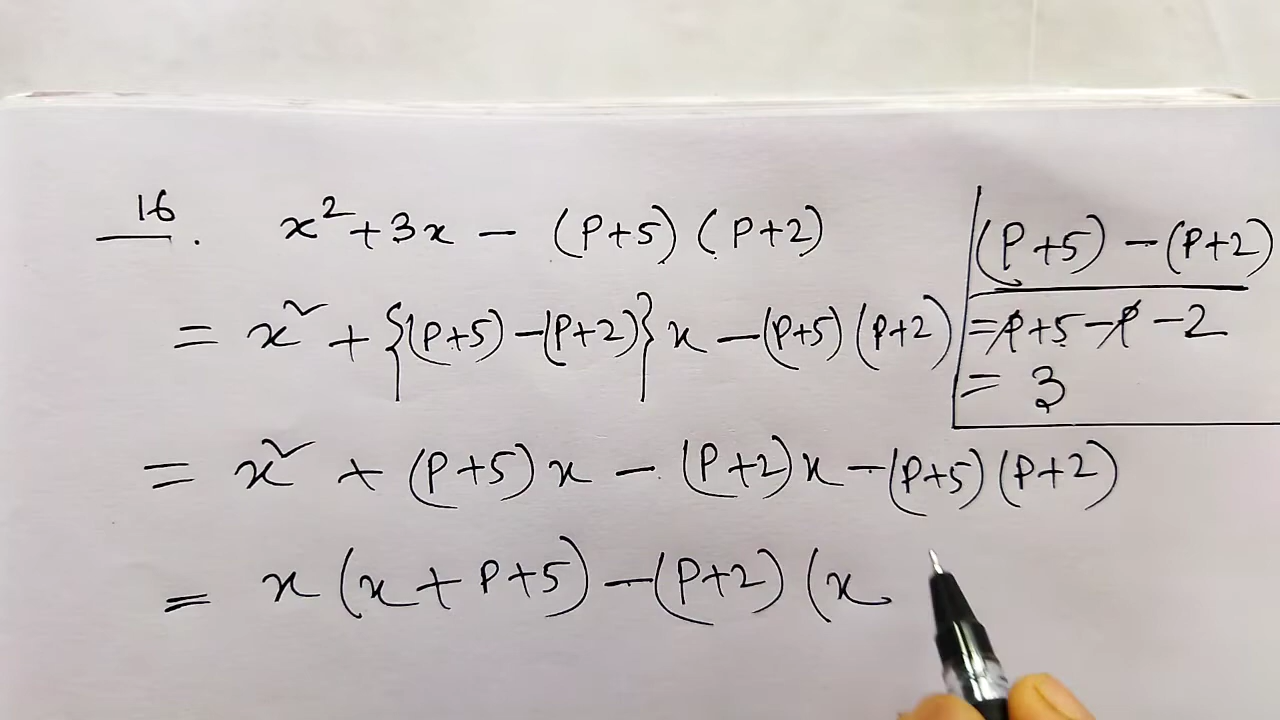 16. x² + 3x - (P+5) (P+2)
= x² + {(P+5) - (P+2)} x - (P+5) (P+2)
= x² + (P+5)x - (P+2)x - (P+5) (P+2)
= x (x + P+5) - (P+2) (x
(P+5) - (P+2)
= P+5 - P - 2
= 3